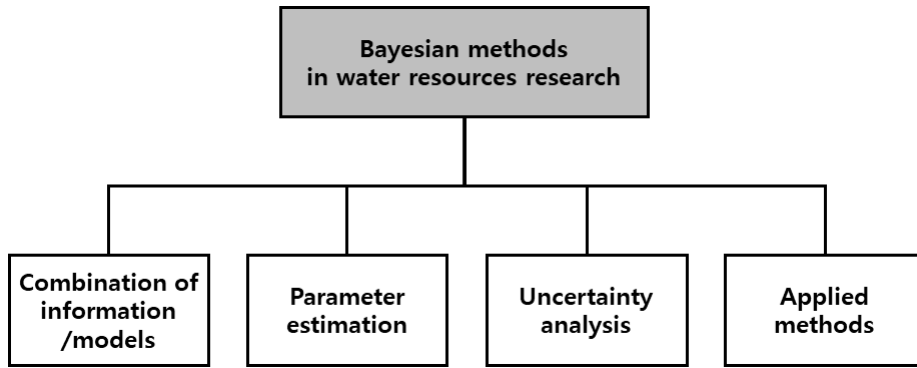 Bayesian methods
in water resources research
Combination of
information
/models
Parameter
estimation
Uncertainty
analysis
Applied
methods